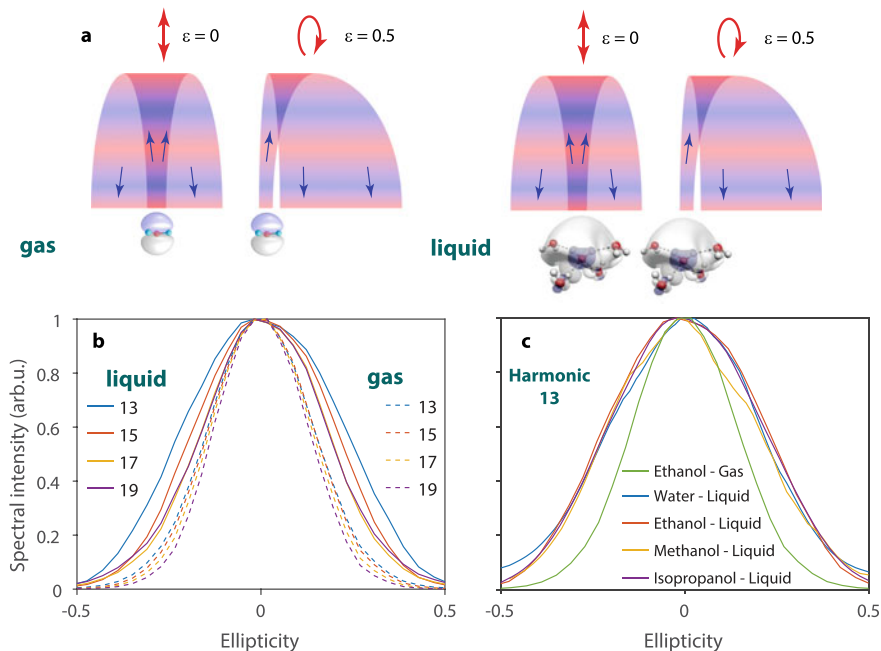 a
ε = 0
ε = 0.5
ε = 0
ε = 0.5
gas
liquid
b
liquid
gas
13
13
15
15
17
17
19
19
1
0.8
0.6
0.4
0.2
0
-0.5
0
0.5
Spectral intensity (arb.u.)
Ellipticity
c
Harmonic
13
Ethanol - Gas
Water - Liquid
Ethanol - Liquid
Methanol - Liquid
Isopropanol - Liquid
-0.5
0
0.5
Ellipticity